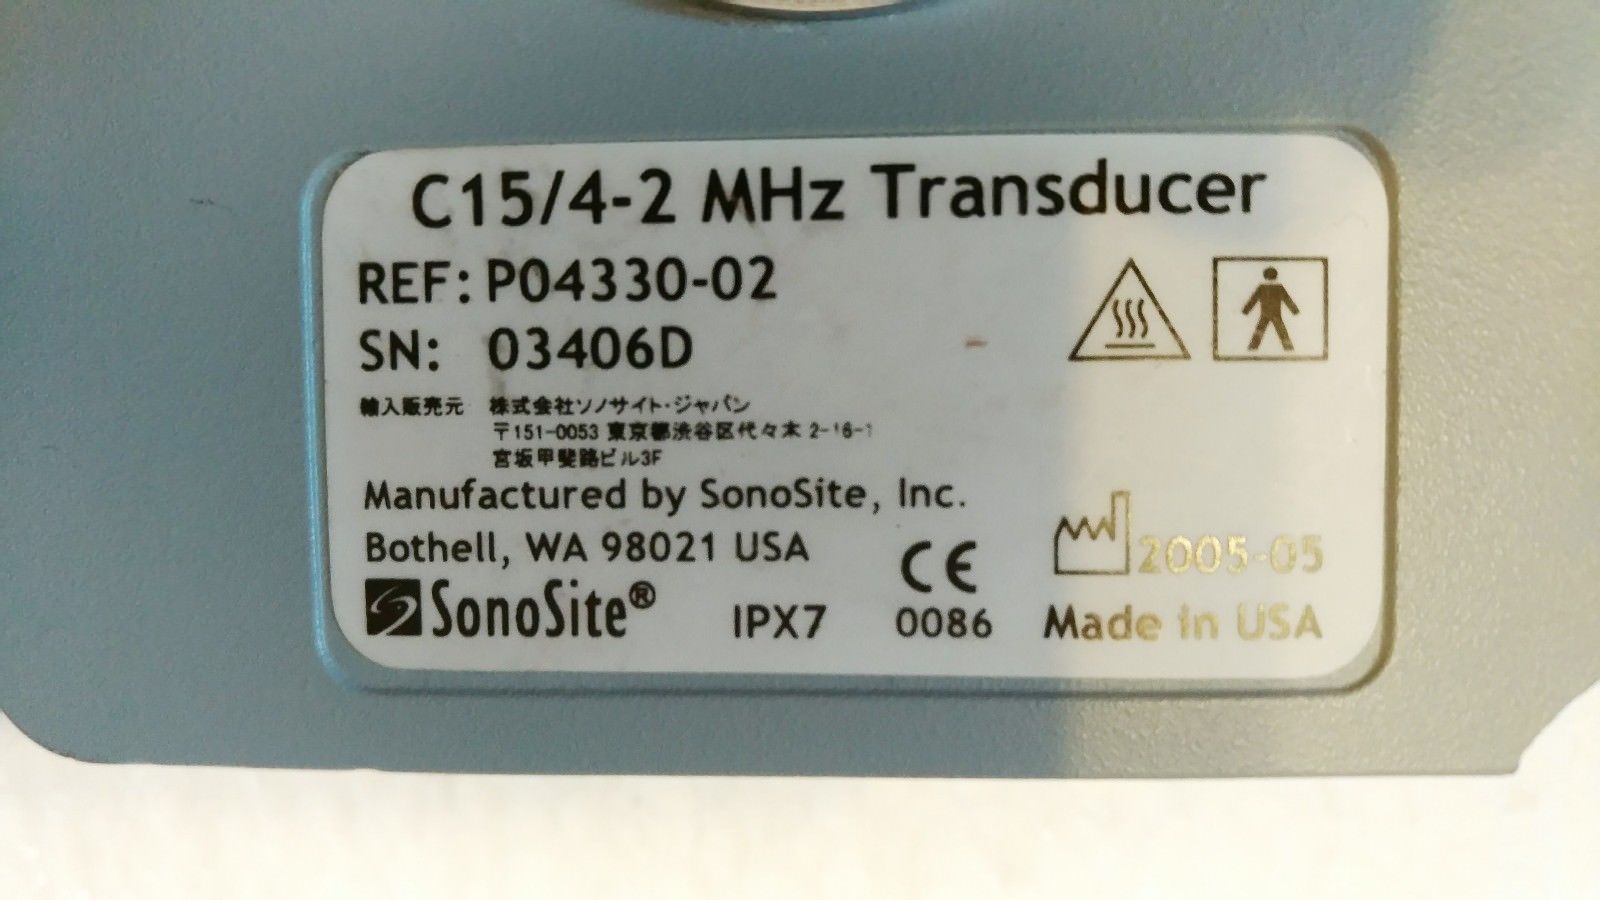 C15/4-2 MHz Transducer
REF: P04330-02
SN: 03406D
輸入販売元 株式会社ソノサイト・ジャパン
〒151-0053 東京都渋谷区代々木 2-16-1
宮坂甲斐路ビル3F
Manufactured by SonoSite, Inc.
Bothell, WA 98021 USA
CE
2005-05
SonoSite®
IPX7
0086
Made in USA